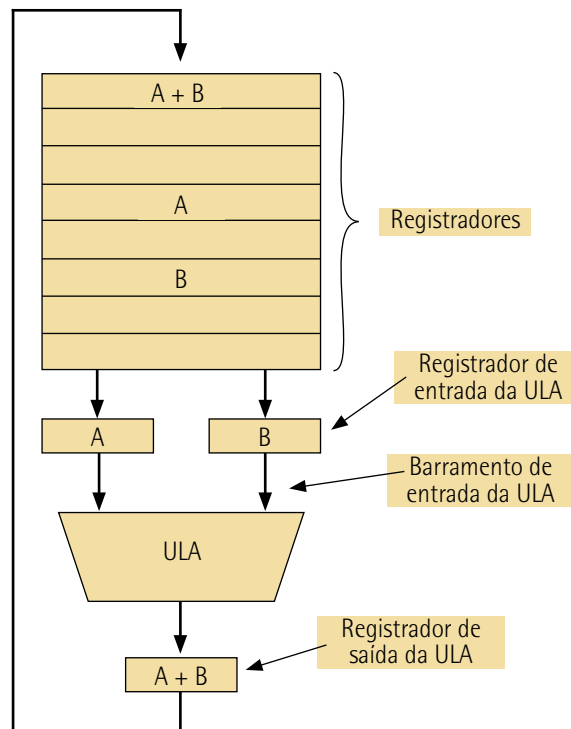 A + B
A
Registradores
B
Registrador de
entrada da ULA
A
B
Barramento de
entrada da ULA
ULA
Registrador de
saída da ULA
A + B